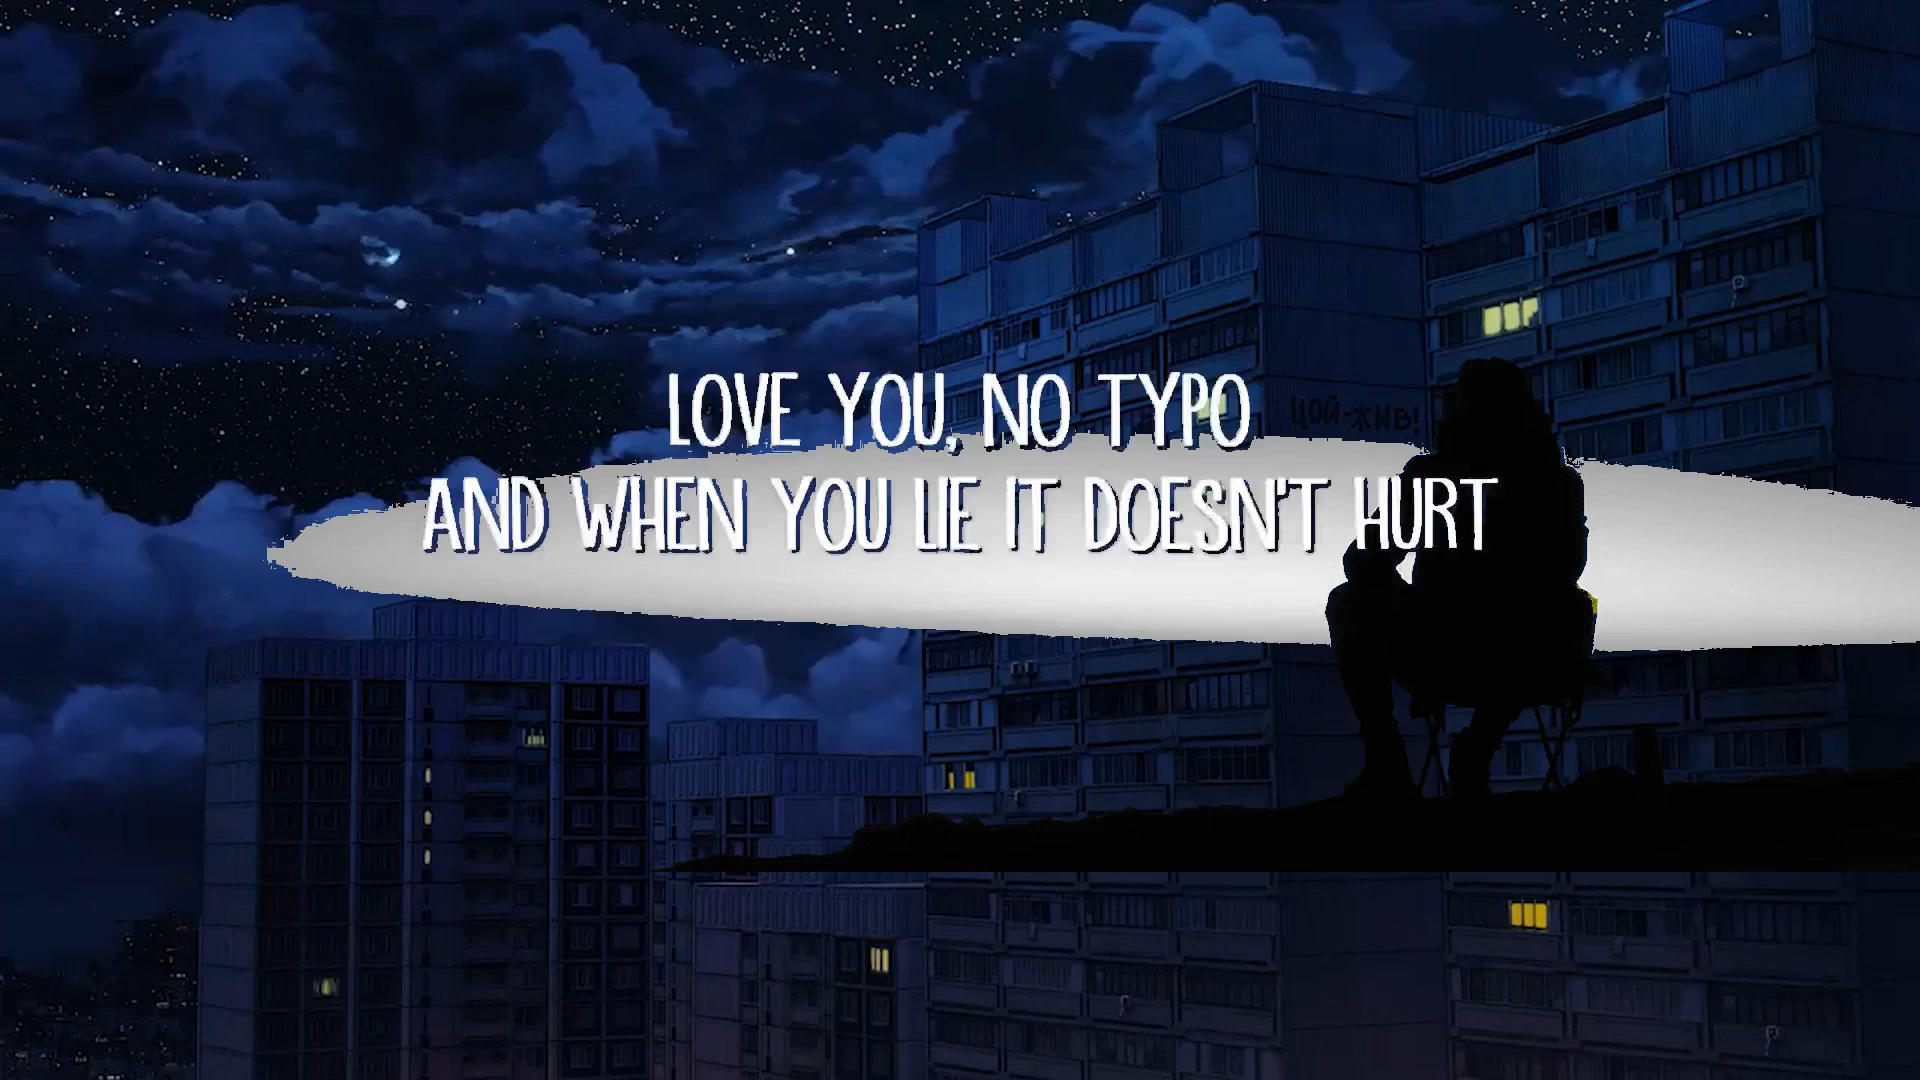 LOVE YOU, NO TYPO
ЦОЙ-ЖИВ!
AND WHEN YOU LIE IT DOESN'T HURT